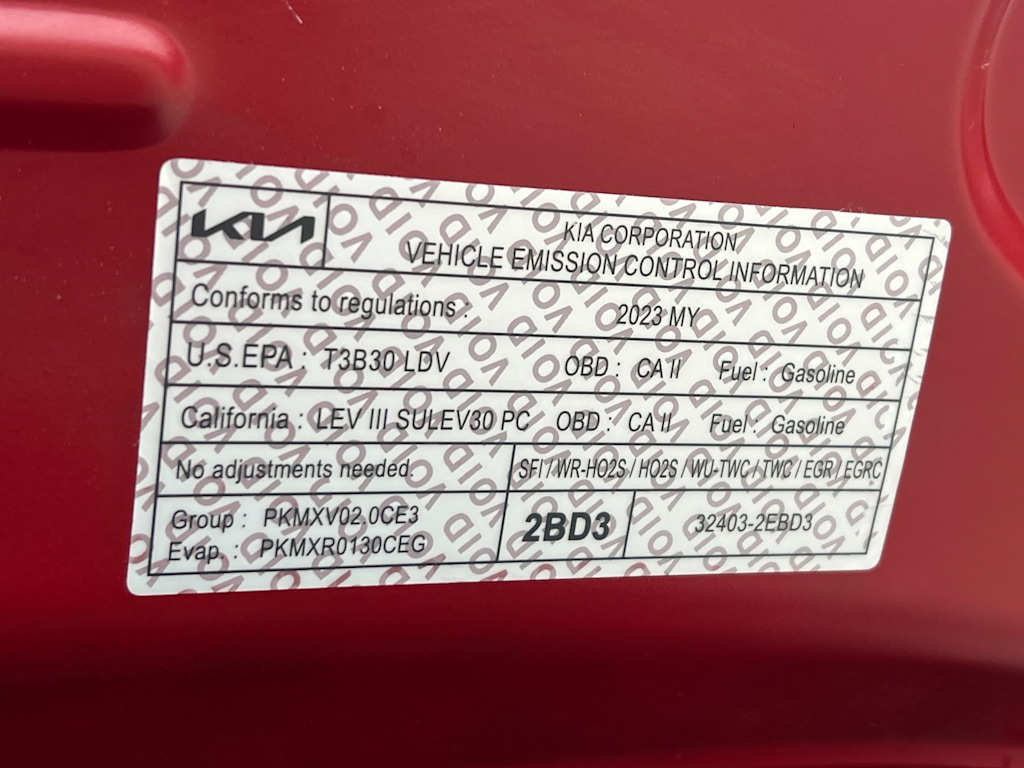 KIA
KIA CORPORATION
VEHICLE EMISSION CONTROL INFORMATION
Conforms to regulations : 2023 MY
U.S.EPA : T3B30 LDV OBD : CA II Fuel : Gasoline
California : LEV III SULEV30 PC OBD : CA II Fuel : Gasoline
No adjustments needed. SFI / WR-HO2S / HO2S / WU-TWC / TWC / EGR / EGRC
Group : PKMXV02.0CE3
Evap. : PKMXR0130CEG
2BD3
32403-2EBD3